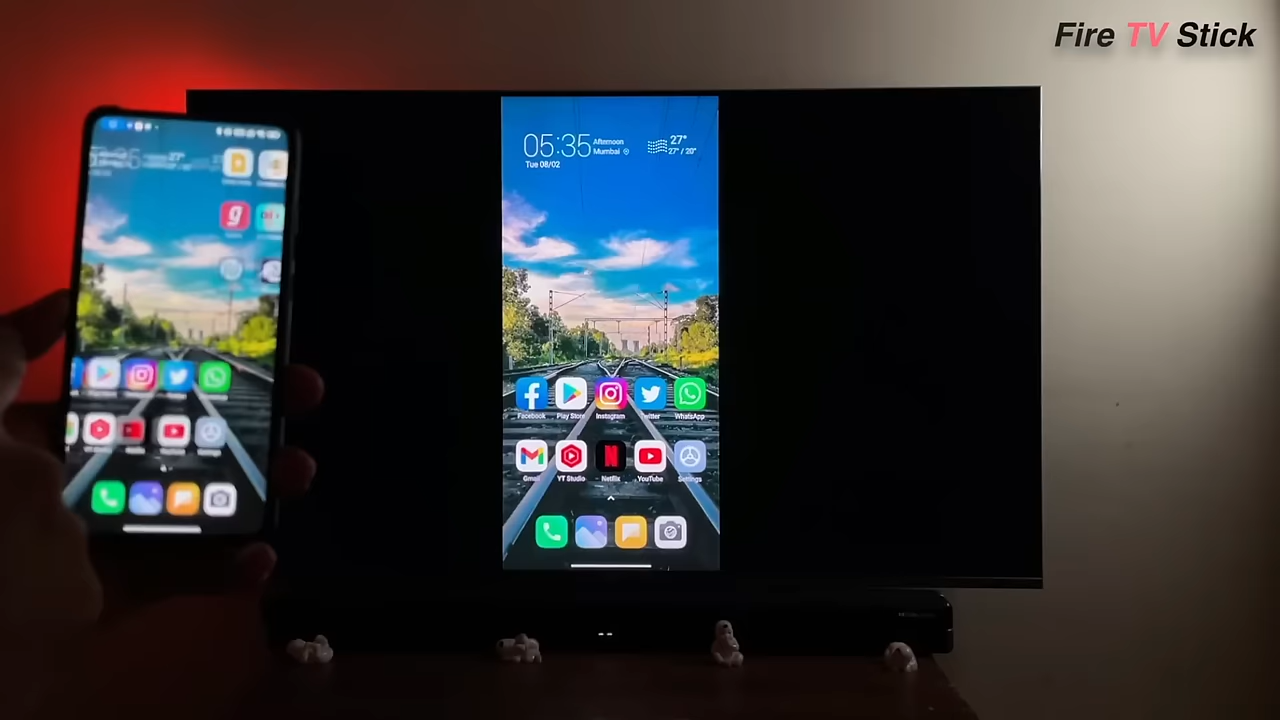 Fire TV Stick
05:35 Afternoon
Mumbai
Tue 08/02
27°
27° / 20°
Facebook Play Store Instagram Twitter WhatsApp
Gmail YT Studio Netflix YouTube Settings